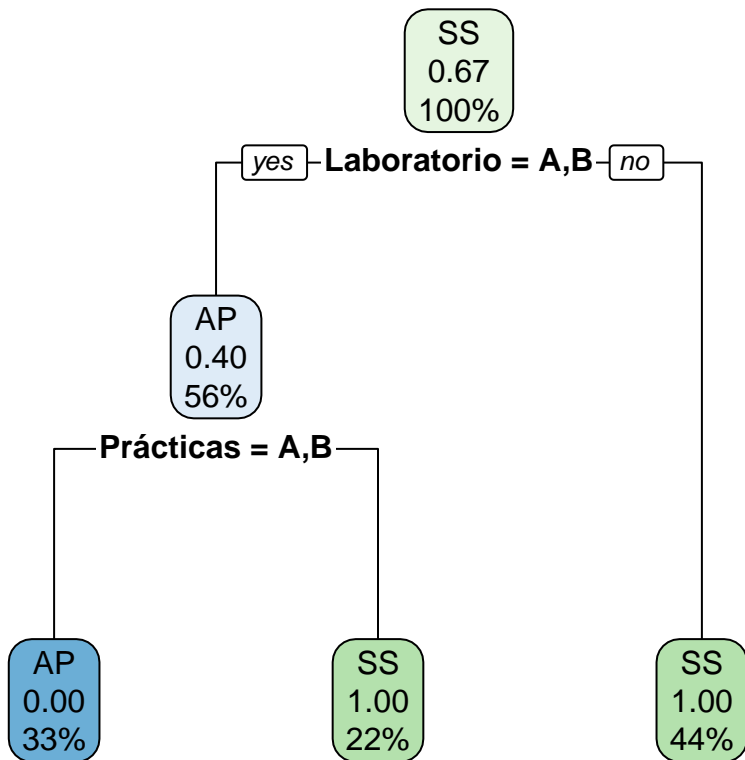 SS
0.67
100%
yes Laboratorio = A,B no
AP
0.40
56%
Prácticas = A,B
AP
0.00
33%
SS
1.00
22%
SS
1.00
44%